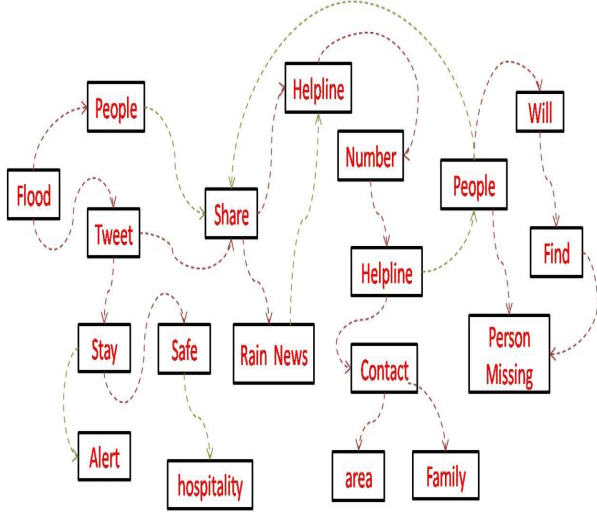 Helpline
People
Will
Number
Flood
People
Share
Tweet
Find
Helpline
Stay
Safe
Rain News
Person
Missing
Contact
Alert
hospitality
area
Family